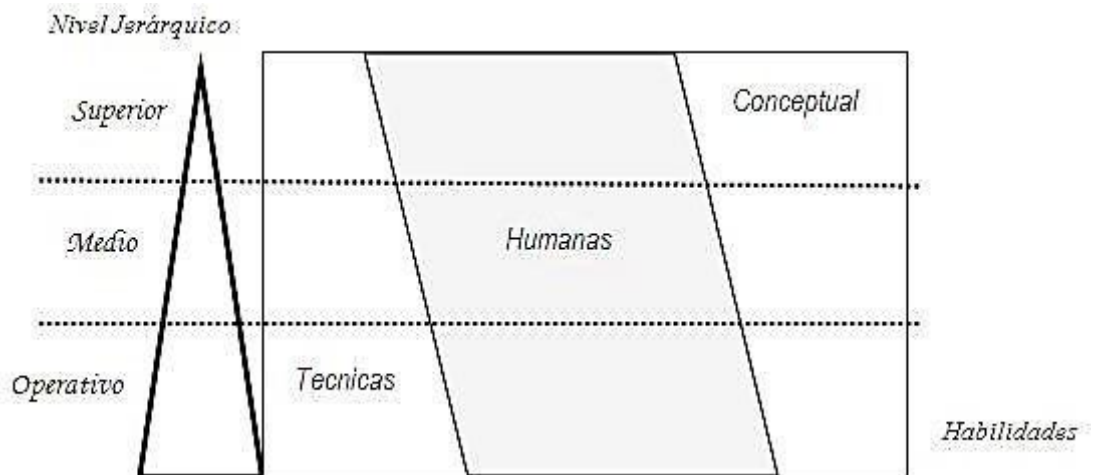 Nivel Jerárquico
Superior
Conceptual
Medio
Humanas
Operativo
Tecnicas
Habilidades